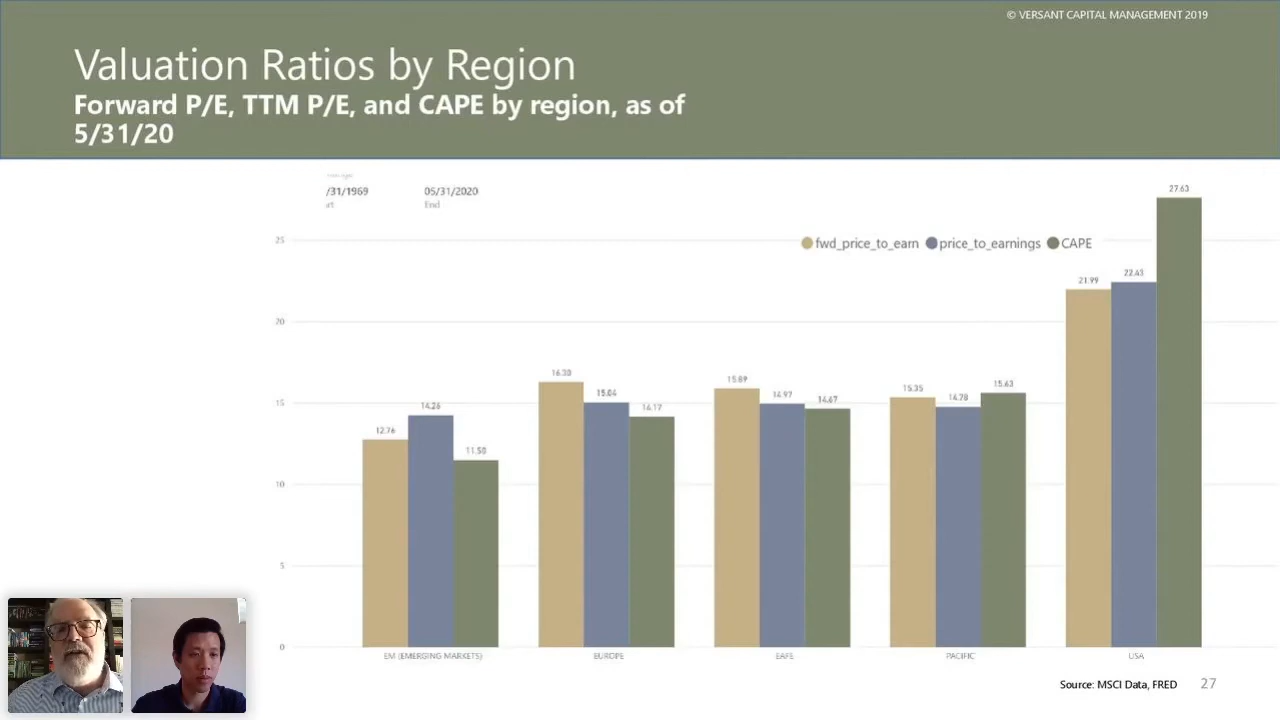 © VERSANT CAPITAL MANAGEMENT 2019
Valuation Ratios by Region
Forward P/E, TTM P/E, and CAPE by region, as of
5/31/20
/31/1969 05/31/2020
End
fwd_price_to_earn price_to_earnings CAPE
25
20
15
10
5
0
12.76 14.26 11.50
16.30 15.04 14.17
15.89 14.97 14.67
15.35 14.78 15.63
21.99 22.43 27.63
EM (EMERGING MARKETS) EUROPE EAFE PACIFIC USA
Source: MSCI Data, FRED 27